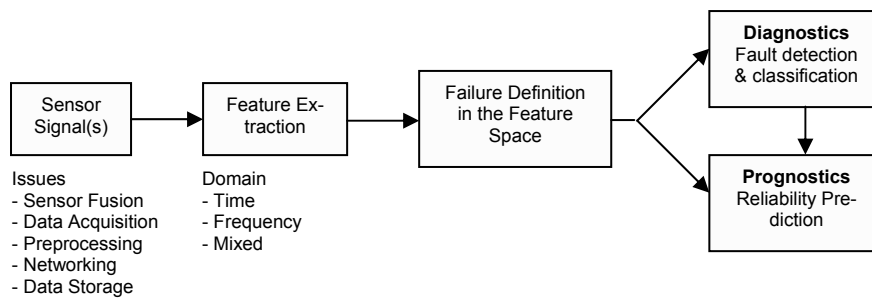 Sensor
Signal(s)
Issues
- Sensor Fusion
- Data Acquisition
- Preprocessing
- Networking
- Data Storage
Feature Ex-
traction
Domain
- Time
- Frequency
- Mixed
Failure Definition
in the Feature
Space
Diagnostics
Fault detection
& classification
Prognostics
Reliability Pre-
diction